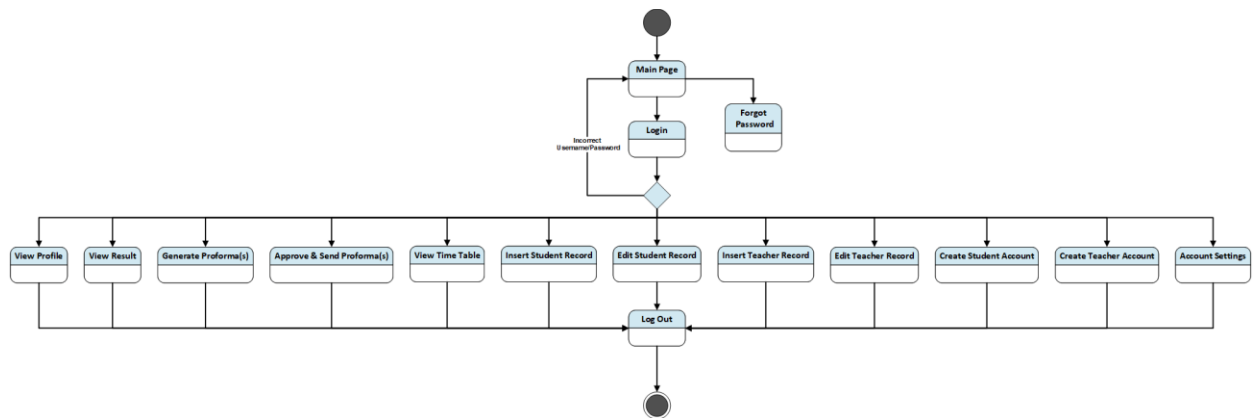 Main Page
Forgot
Password
Login
Incorrect
Username/Password
View Profile
View Result
Generate Proforma(s)
Approve & Send Proforma(s)
View Time Table
Insert Student Record
Edit Student Record
Insert Teacher Record
Edit Teacher Record
Create Student Account
Create Teacher Account
Account Settings
Log Out